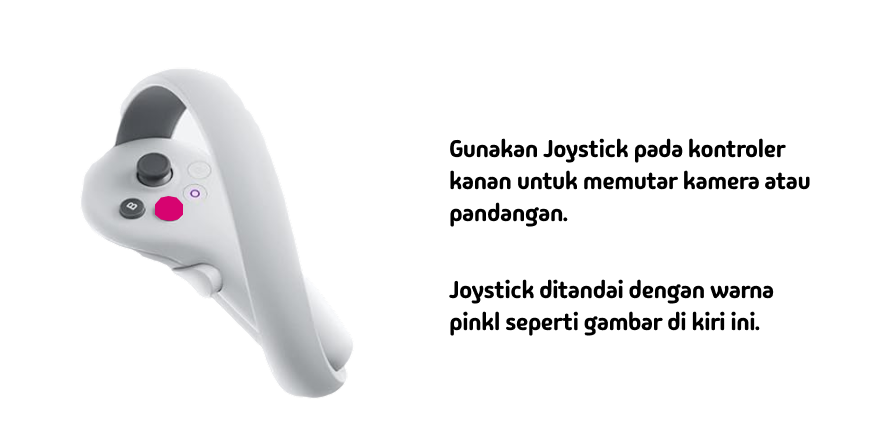 B
Gunakan Joystick pada kontroler
kanan untuk memutar kamera atau
pandangan.
Joystick ditandai dengan warna
pinkl seperti gambar di kiri ini.